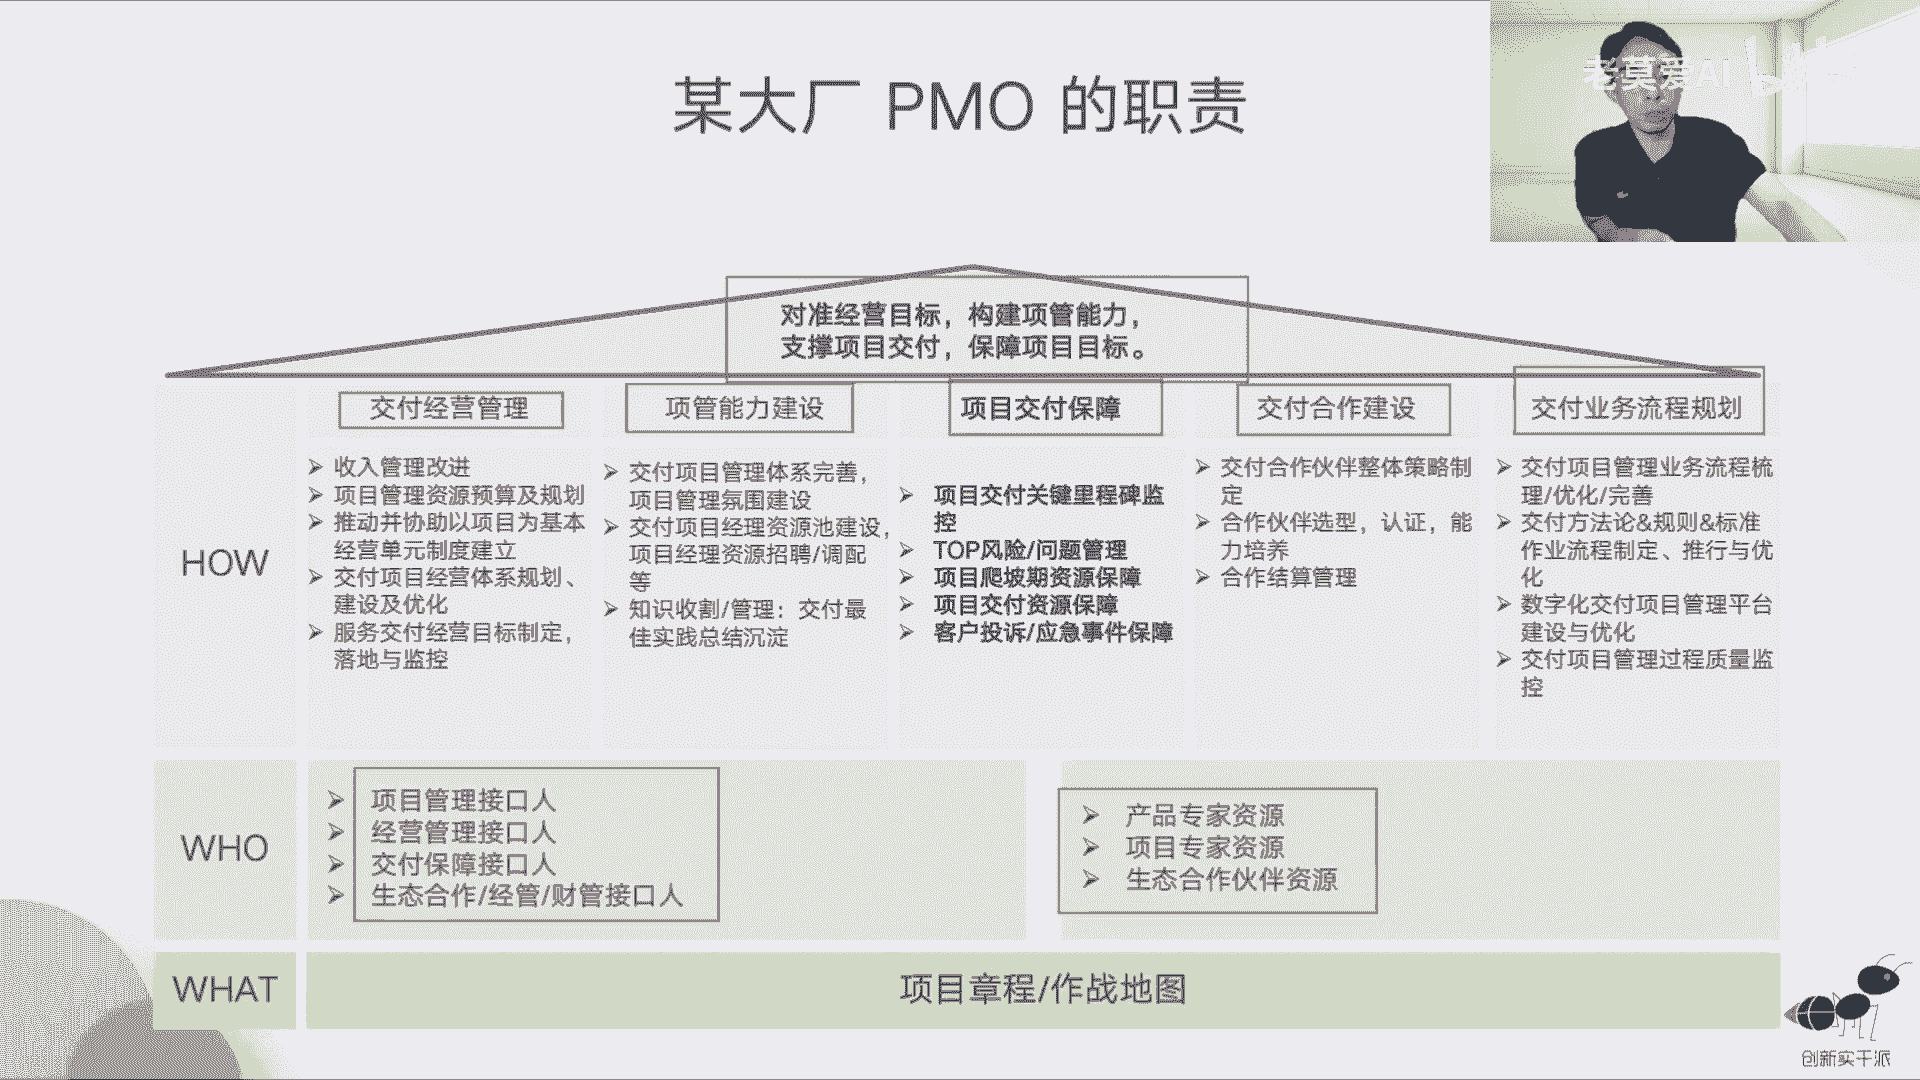 老莫爱AI
某大厂 PMO 的职责
对准经营目标，构建项管能力，
支撑项目交付，保障项目目标。
交付经营管理
项管能力建设
项目交付保障
交付合作建设
交付业务流程规划
HOW
收入管理改进
项目管理资源预算及规划
推动并协助以项目为基本
经营单元制度建立
交付项目经营体系规划、
建设及优化
服务交付经营目标制定，
落地与监控
交付项目管理体系完善，
项目管理氛围建设
交付项目经理资源池建设，
项目经理资源招聘/调配
等
知识收割/管理：交付最
佳实践总结沉淀
项目交付关键里程碑监
控
TOP风险/问题管理
项目爬坡期资源保障
项目交付资源保障
客户投诉/应急事件保障
交付合作伙伴整体策略制
定
合作伙伴选型，认证，能
力培养
合作结算管理
交付项目管理业务流程梳
理/优化/完善
交付方法论&规则&标准
作业流程制定、推行与优
化
数字化交付项目管理平台
建设与优化
交付项目管理过程质量监
控
WHO
项目管理接口人
经营管理接口人
交付保障接口人
生态合作/经管/财管接口人
产品专家资源
项目专家资源
生态合作伙伴资源
WHAT
项目章程/作战地图
创新实干派